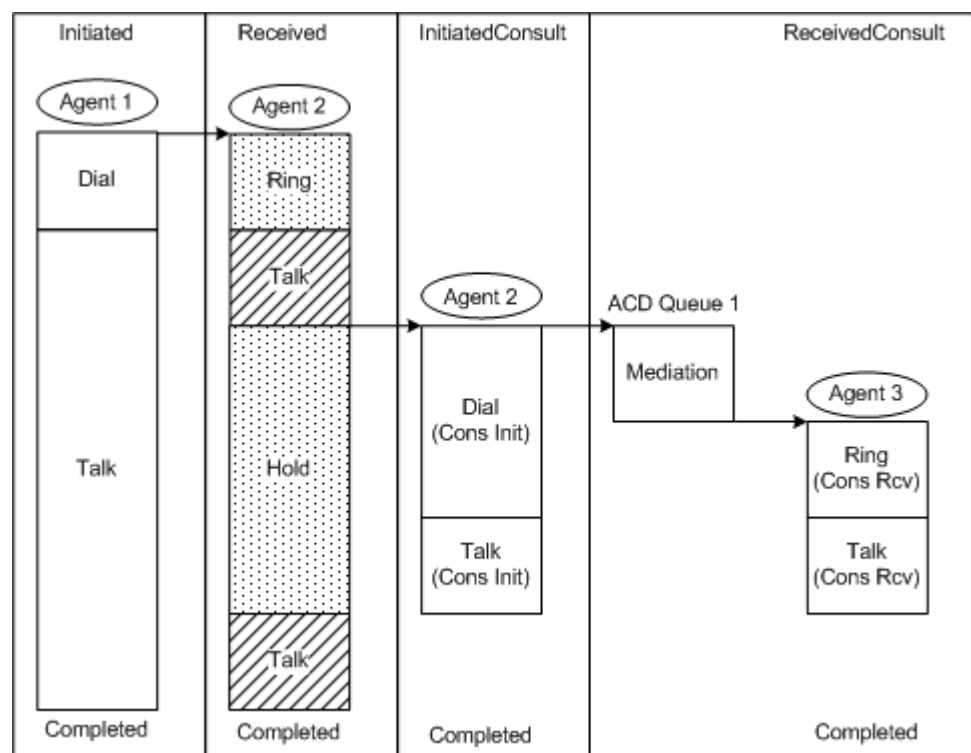 Initiated
Received
InitiatedConsult
ReceivedConsult
Agent 1
Agent 2
Dial
Ring
Talk
Agent 2
ACD Queue 1
Mediation
Agent 3
Dial
(Cons Init)
Talk
Hold
Ring
(Cons Rcv)
Talk
(Cons Init)
Talk
(Cons Rcv)
Talk
Completed
Completed
Completed
Completed